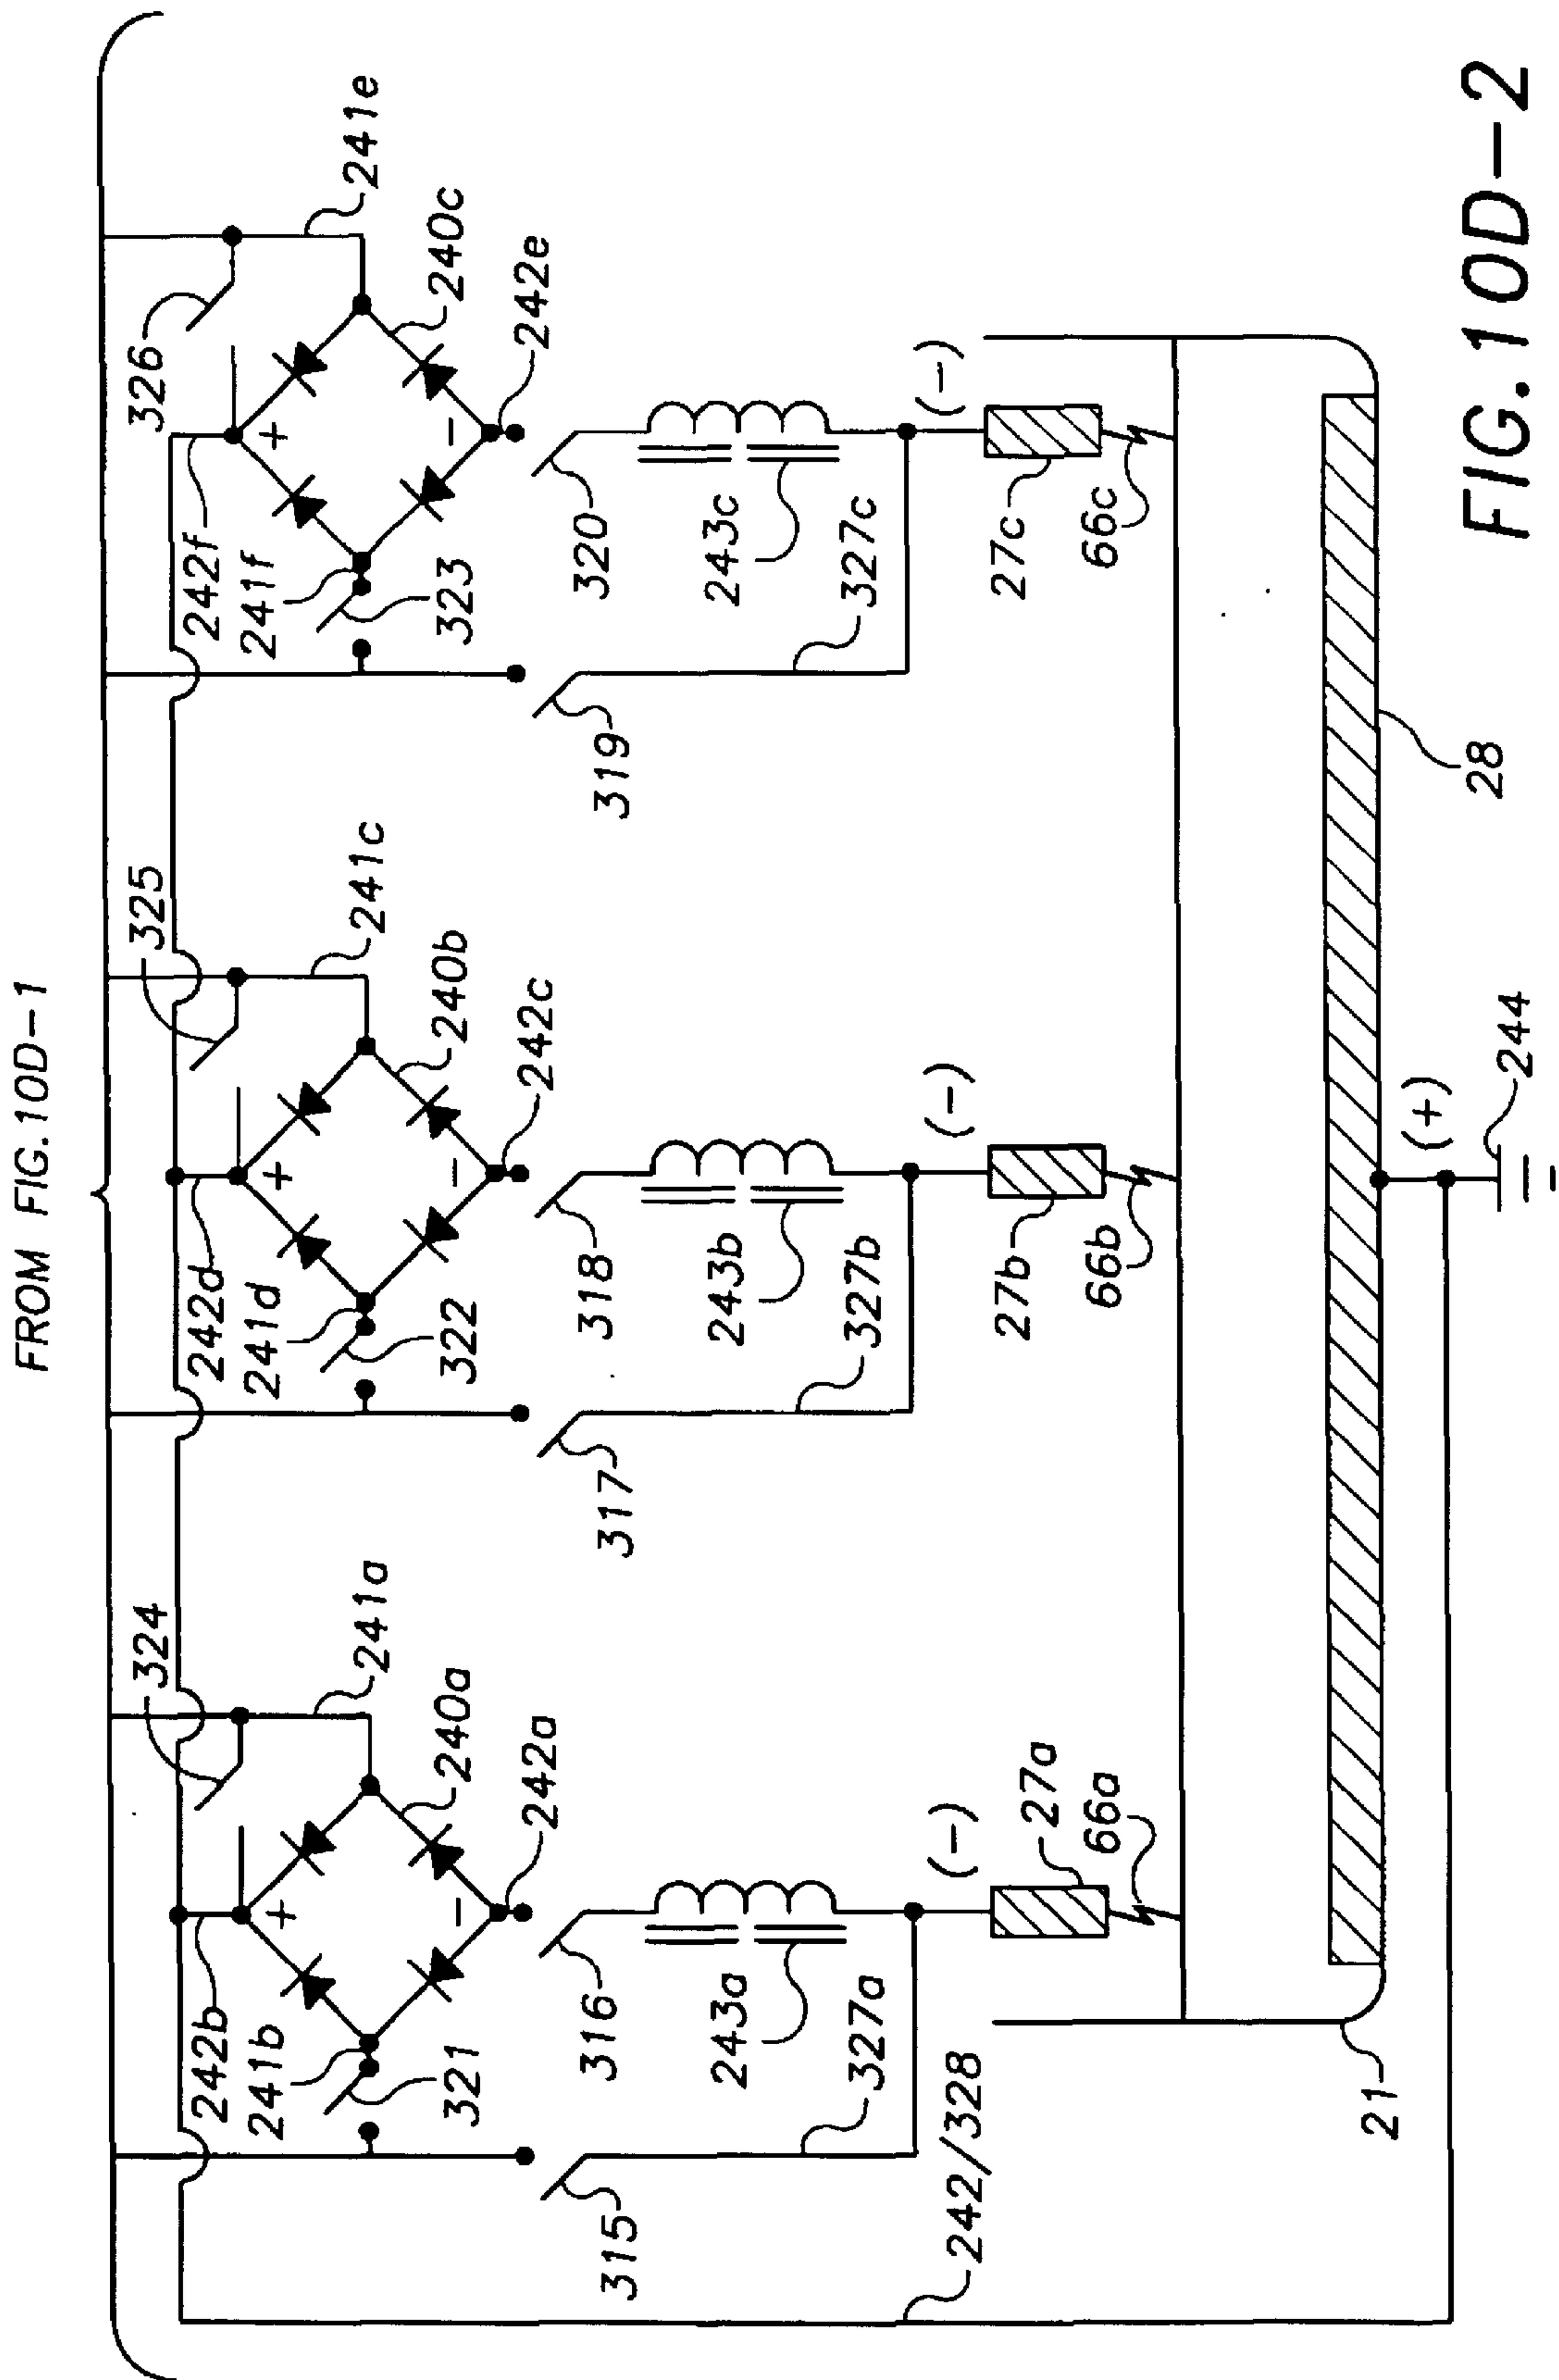 FROM FIG.10D-1
324
325
326
242b
241a
242d
241c
242f
241e
241b
+
240a
241d
+
240b
241f
+
240c
321
–
242a
322
–
242c
323
–
242e
315
316
317
318
319
320
243a
243b
243c
327a
327b
327c
242/328
(–)
(–)
(–)
27a
27b
27c
66a
66b
66c
21
28
(+)
244
FIG.10D-2